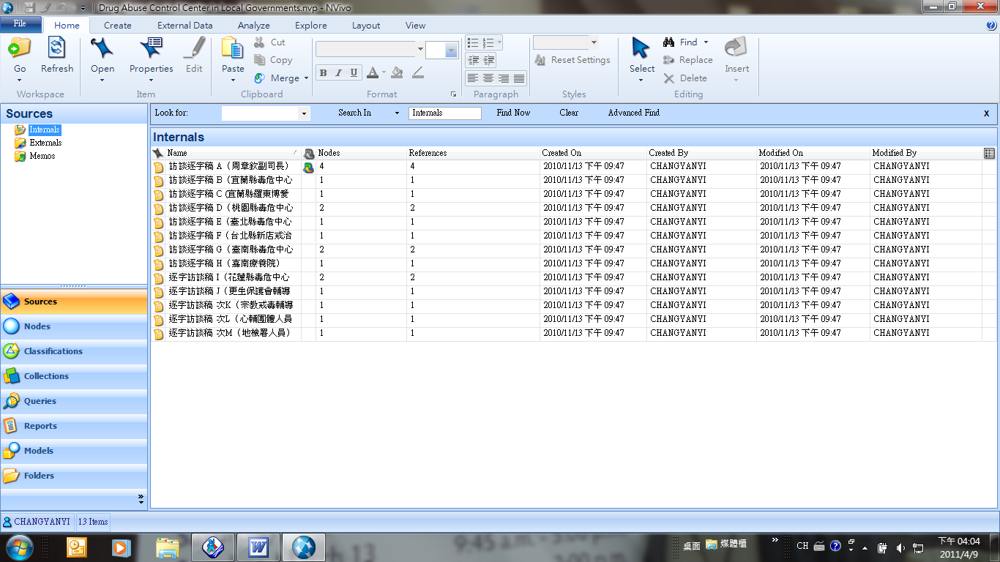 Drug Abuse Control Center in Local Governments.nvp - NVivo
File Home Create External Data Analyze Explore Layout View
Go Refresh Open Properties Edit Paste Cut Copy Merge B I U A Reset Settings Select Find Replace Delete Insert
Workspace Item Clipboard Format Paragraph Styles Editing
Sources
Internals
Externals
Memos
Look for: Search In Internals Find Now Clear Advanced Find x
Internals
Name Nodes References Created On Created By Modified On Modified By
訪談逐字稿 A（周章欽副司長） 4 4 2010/11/13 下午 09:47 CHANGYANYI 2010/11/13 下午 09:47 CHANGYANYI
訪談逐字稿 B（宜蘭縣毒危中心 1 1 2010/11/13 下午 09:47 CHANGYANYI 2010/11/13 下午 09:47 CHANGYANYI
訪談逐字稿 C (宜蘭縣羅東博愛 1 1 2010/11/13 下午 09:47 CHANGYANYI 2010/11/13 下午 09:47 CHANGYANYI
訪談逐字稿 D（桃園縣毒危中心 2 2 2010/11/13 下午 09:47 CHANGYANYI 2010/11/13 下午 09:47 CHANGYANYI
訪談逐字稿 E（臺北縣毒危中心 1 1 2010/11/13 下午 09:47 CHANGYANYI 2010/11/13 下午 09:47 CHANGYANYI
訪談逐字稿 F（台北縣新店戒治 1 1 2010/11/13 下午 09:47 CHANGYANYI 2010/11/13 下午 09:47 CHANGYANYI
訪談逐字稿 G（臺南縣毒危中心 2 2 2010/11/13 下午 09:47 CHANGYANYI 2010/11/13 下午 09:47 CHANGYANYI
訪談逐字稿 H（嘉南療養院） 1 1 2010/11/13 下午 09:47 CHANGYANYI 2010/11/13 下午 09:47 CHANGYANYI
逐字訪談稿 I（花蓮縣毒危中心 2 2 2010/11/13 下午 09:47 CHANGYANYI 2010/11/13 下午 09:47 CHANGYANYI
逐字訪談稿 J（更生保護會輔導 1 1 2010/11/13 下午 09:47 CHANGYANYI 2010/11/13 下午 09:47 CHANGYANYI
逐字訪談稿 次K（宗教戒毒輔導 1 1 2010/11/13 下午 09:47 CHANGYANYI 2010/11/13 下午 09:47 CHANGYANYI
逐字訪談稿 次L（心輔團體人員 1 1 2010/11/13 下午 09:47 CHANGYANYI 2010/11/13 下午 09:47 CHANGYANYI
逐字訪談稿 次M（地檢署人員） 1 1 2010/11/13 下午 09:47 CHANGYANYI 2010/11/13 下午 09:47 CHANGYANYI
Sources
Nodes
Classifications
Collections
Queries
Reports
Models
Folders
CHANGYANYI 13 Items
桌面 媒體櫃 CH 下午 04:04
2011/4/9